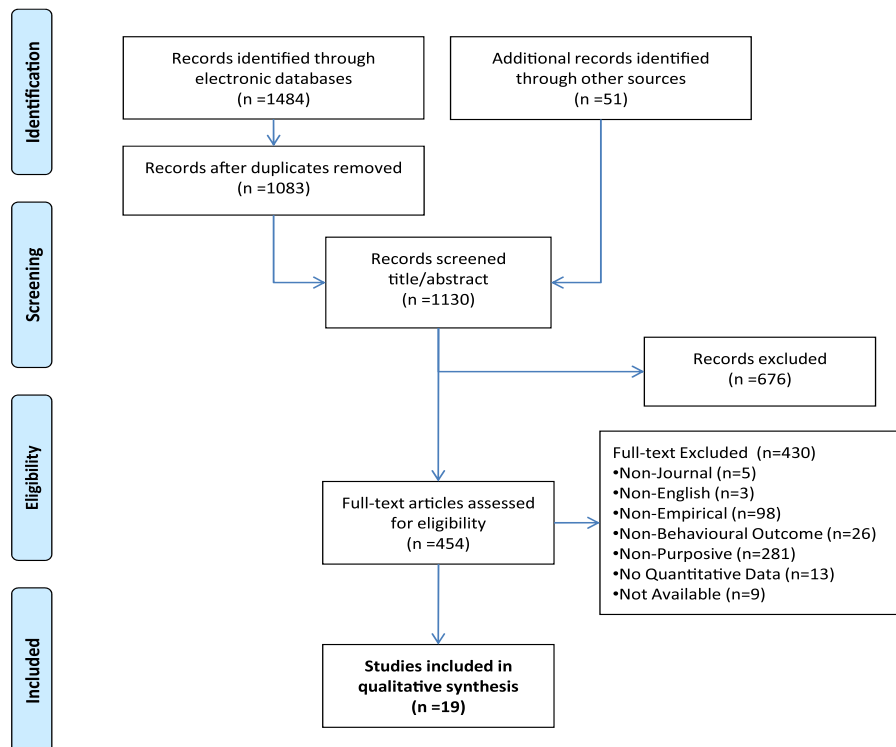 Identification
Records identified through
electronic databases
(n =1484)
Additional records identified
through other sources
(n =51)
Records after duplicates removed
(n =1083)
Screening
Records screened
title/abstract
(n =1130)
Records excluded
(n =676)
Eligibility
Full-text articles assessed
for eligibility
(n =454)
Full-text Excluded (n=430)
•Non-Journal (n=5)
•Non-English (n=3)
•Non-Empirical (n=98)
•Non-Behavioural Outcome (n=26)
•Non-Purposive (n=281)
•No Quantitative Data (n=13)
•Not Available (n=9)
Included
Studies included in
qualitative synthesis
(n =19)